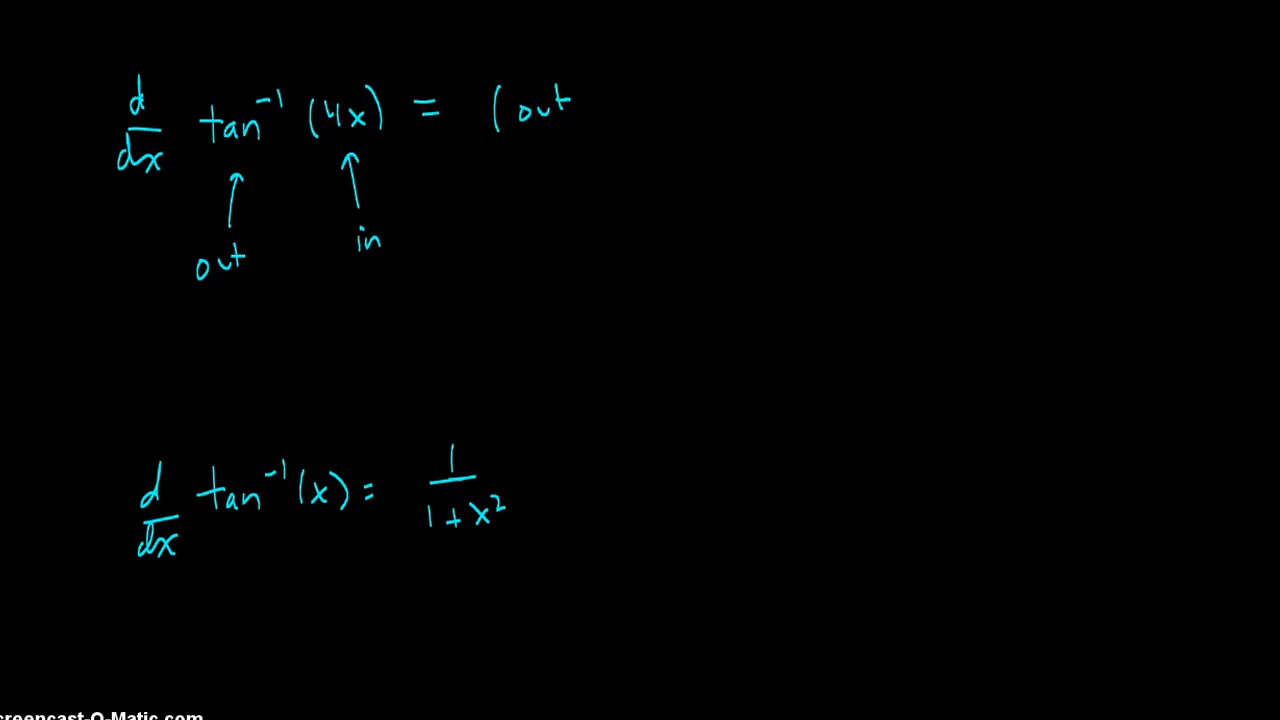 d/dx tan⁻¹ (4x) = (out
out in
d/dx tan⁻¹(x) = 1/(1+x²)
creencast-O-Matic.com